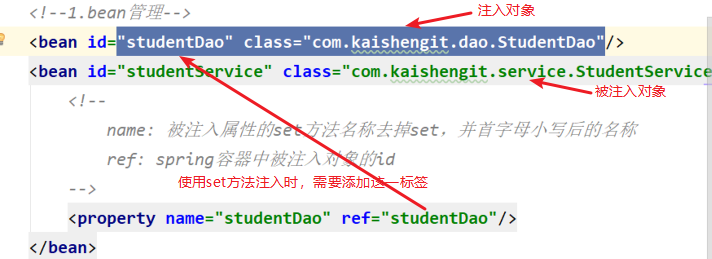 <!--1.bean管理-->
注入对象
<bean id="studentDao" class="com.kaishengit.dao.StudentDao"/>
<bean id="studentService" class="com.kaishengit.service.StudentService
被注入对象
<!--
name: 被注入属性的set方法名称去掉set，并首字母小写后的名称
ref: spring容器中被注入对象的id
使用set方法注入时，需要添加这一标签
-->
<property name="studentDao" ref="studentDao"/>
</bean>